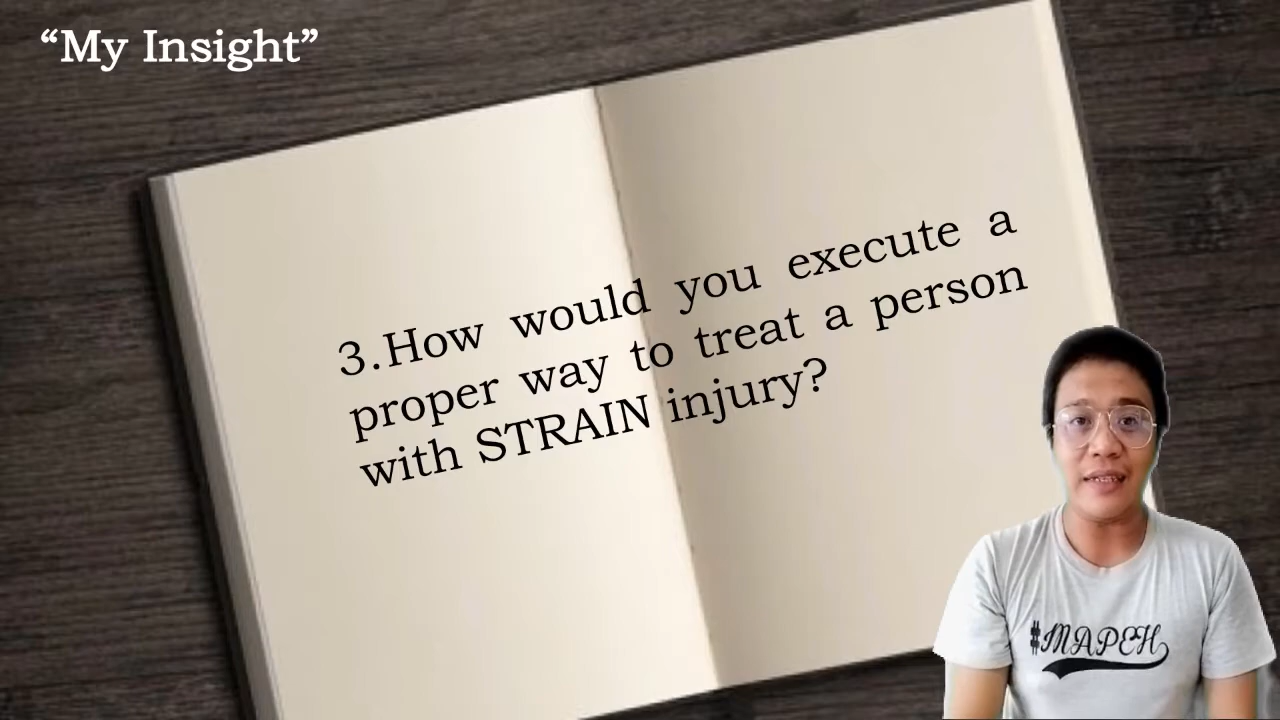 “My Insight”
3.How would you execute a
proper way to treat a person
with STRAIN injury?
#MAPEH